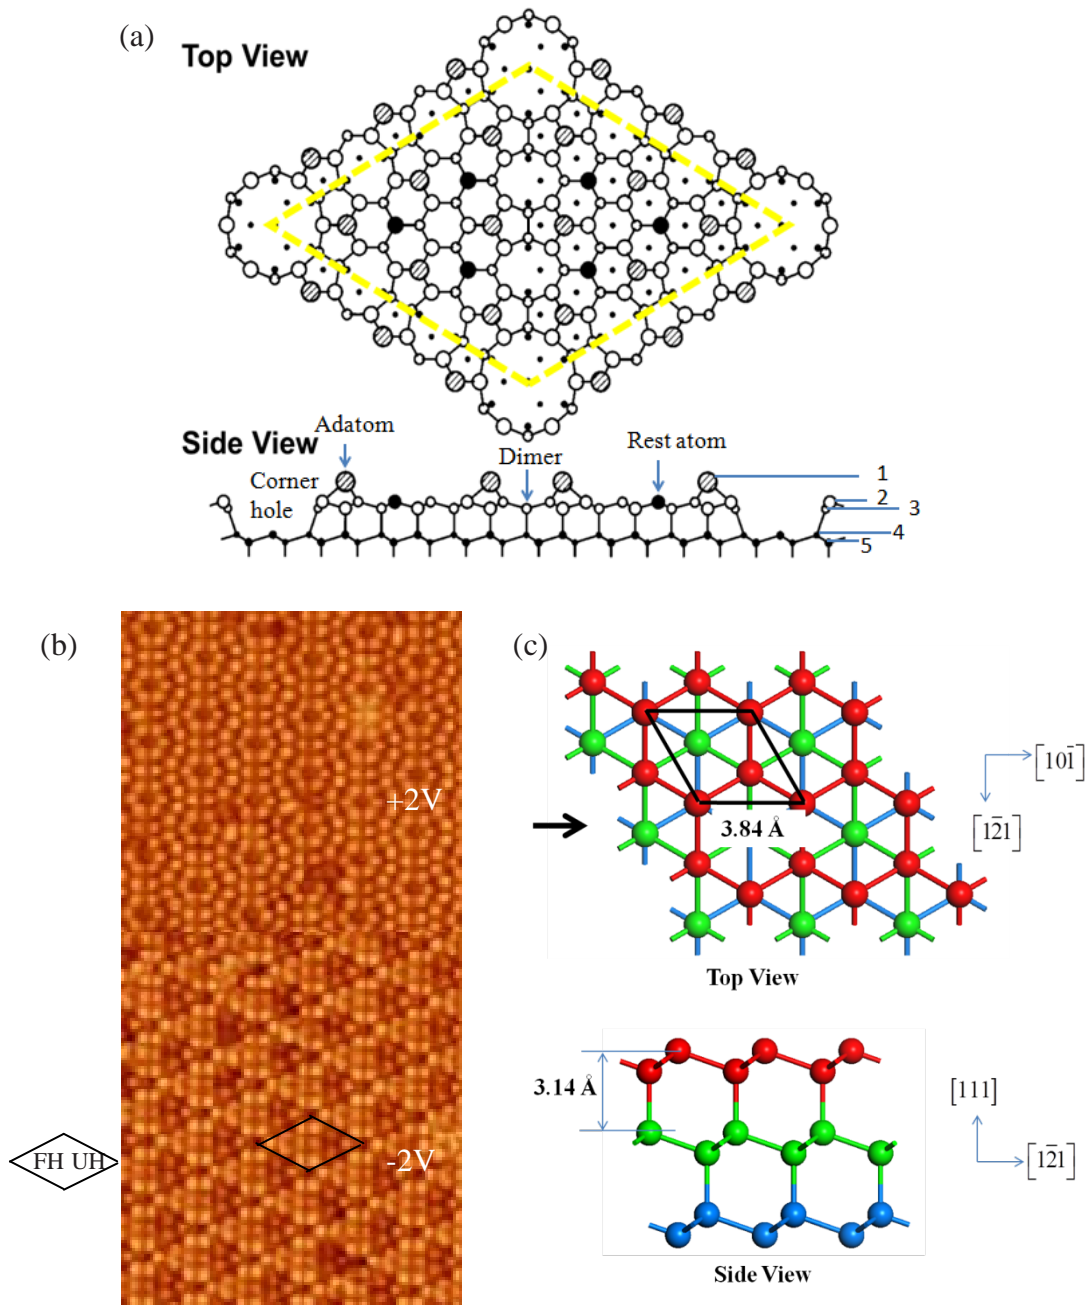 (a)
Top View
Side View
Adatom
Dimer
Rest atom
Corner
hole
1
2
3
4
5
(b)
+2V
-2V
FH UH
(c)
3.84 Å
[101̄]
[12̄1]
Top View
3.14 Å
[111]
[12̄1]
Side View